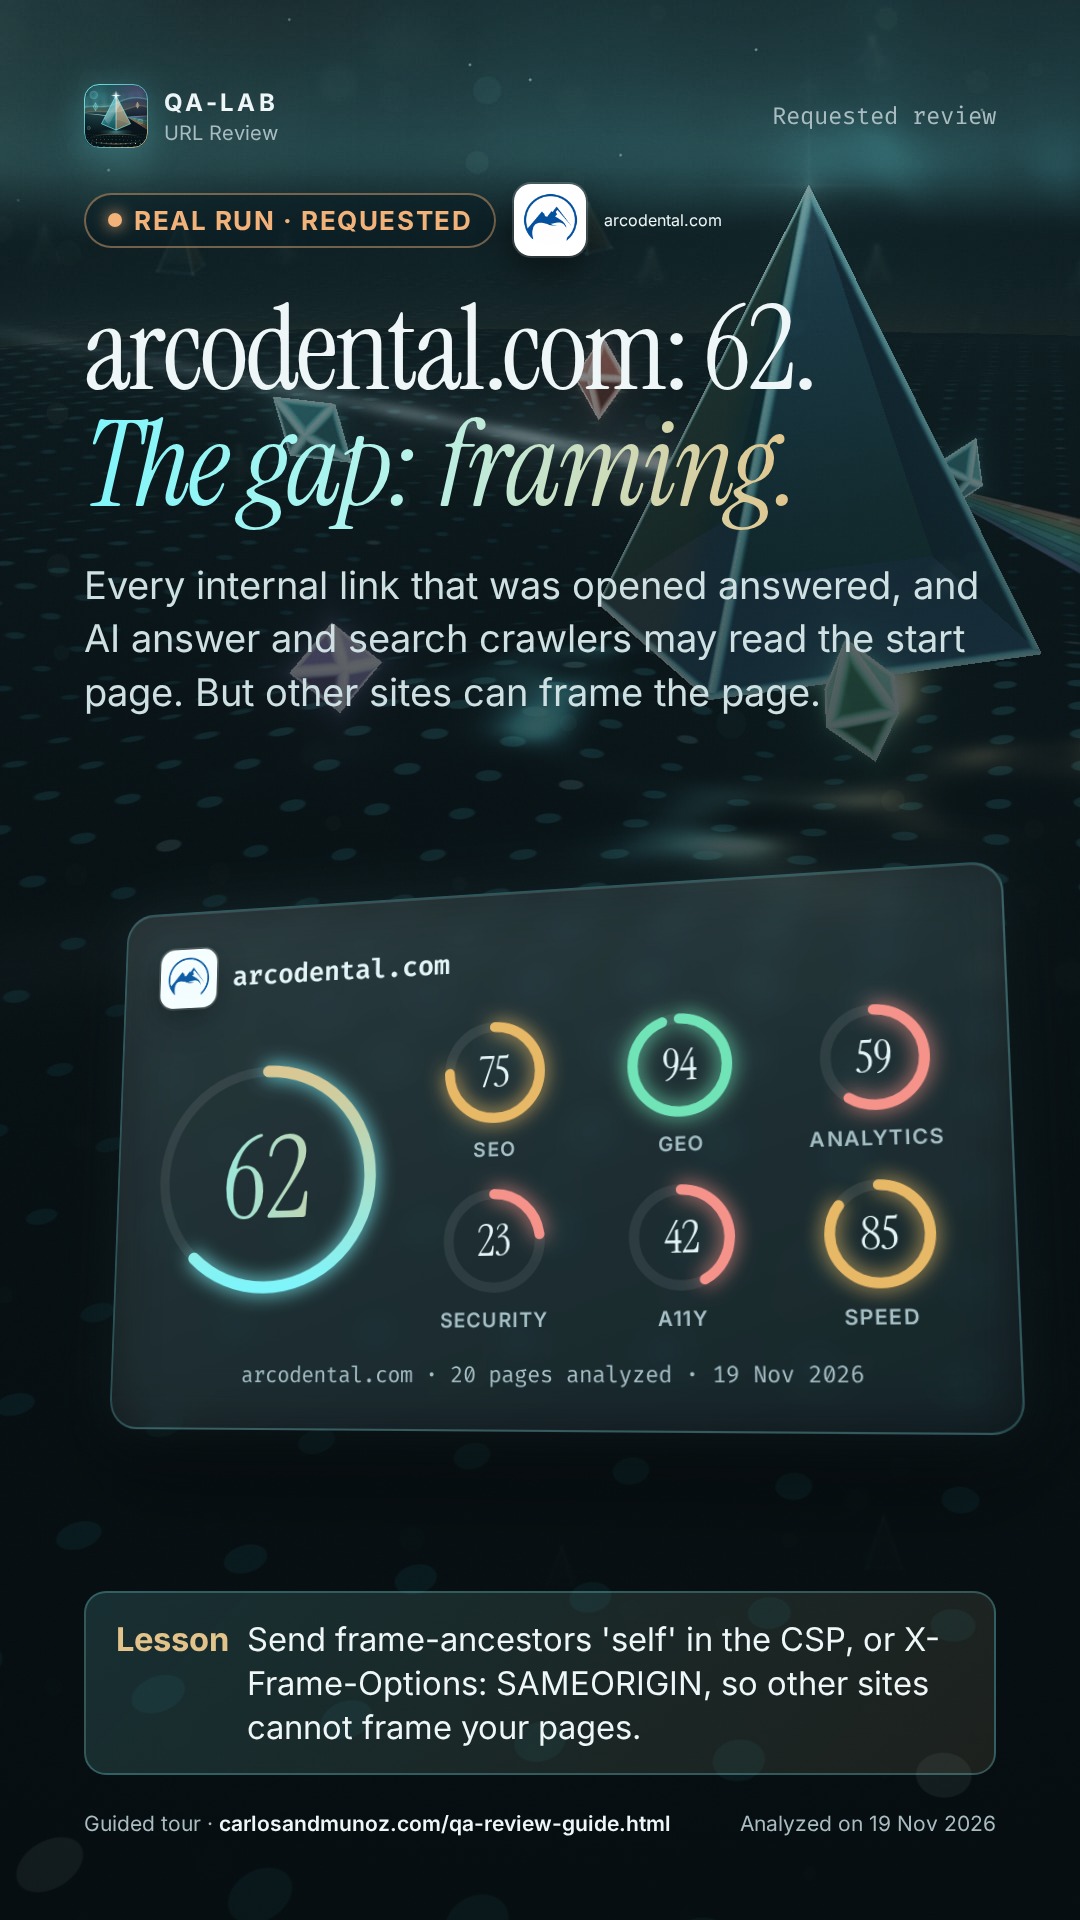 QA-LAB
URL Review
Requested review
REAL RUN · REQUESTED
arcodental.com
arcodental.com: 62.
The gap: framing.
Every internal link that was opened answered, and
AI answer and search crawlers may read the start
page. But other sites can frame the page.
arcodental.com
62
75
SEO
94
GEO
59
ANALYTICS
23
SECURITY
42
A11Y
85
SPEED
arcodental.com · 20 pages analyzed · 19 Nov 2026
Lesson Send frame-ancestors 'self' in the CSP, or X-
Frame-Options: SAMEORIGIN, so other sites
cannot frame your pages.
Guided tour · carlosandmunoz.com/qa-review-guide.html
Analyzed on 19 Nov 2026